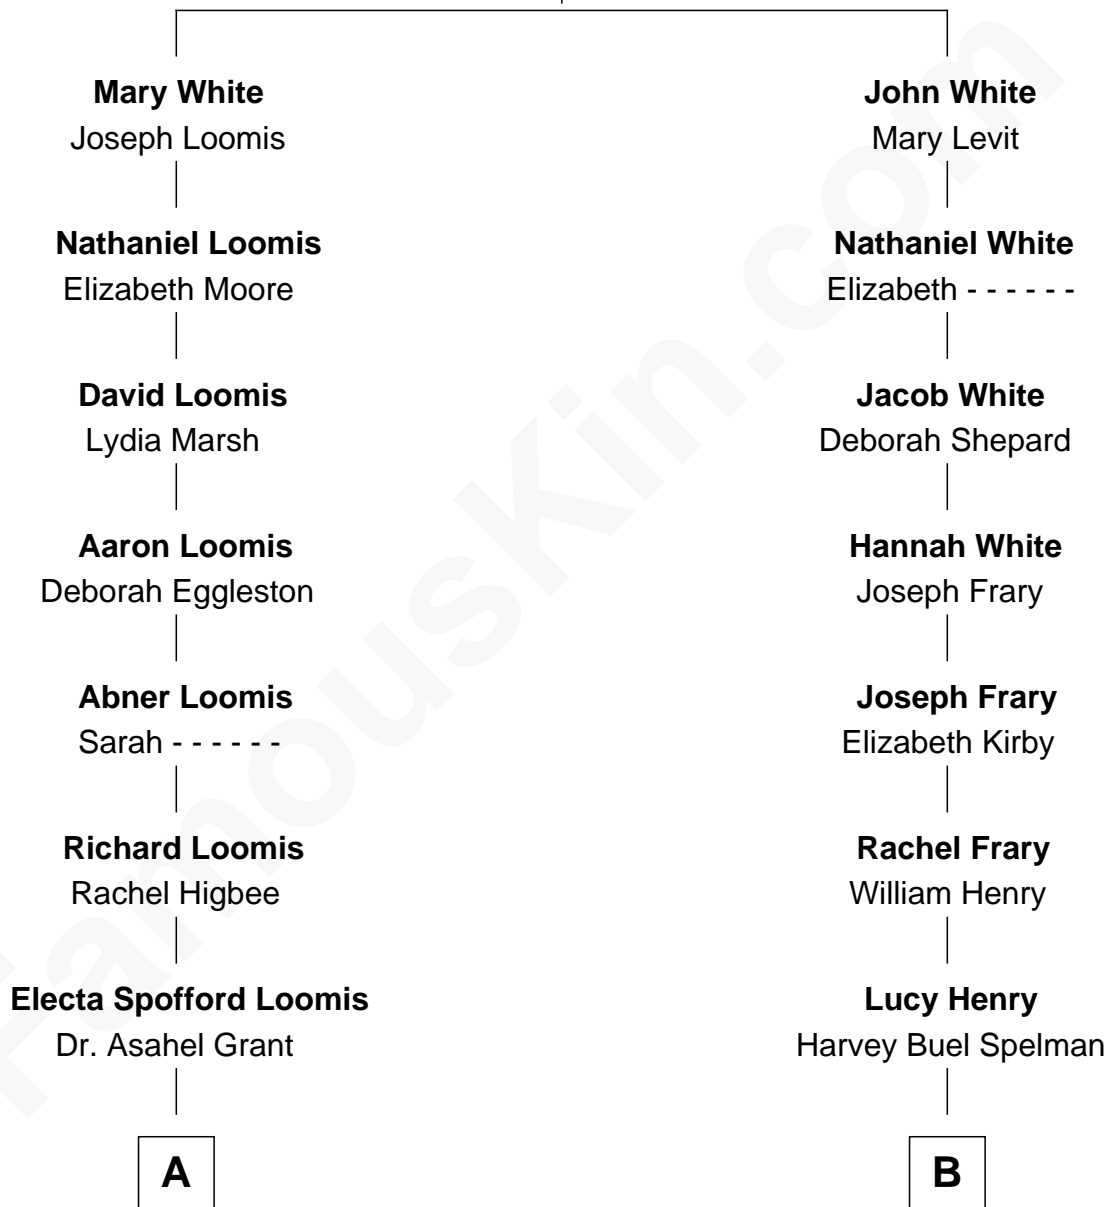 Mary White
Joseph Loomis
Nathaniel Loomis
Elizabeth Moore
David Loomis
Lydia Marsh
Aaron Loomis
Deborah Eggleston
Abner Loomis
Sarah - - - - - -
Richard Loomis
Rachel Higbee
Electa Spofford Loomis
Dr. Asahel Grant
A
John White
Mary Levit
Nathaniel White
Elizabeth - - - - - -
Jacob White
Deborah Shepard
Hannah White
Joseph Frary
Joseph Frary
Elizabeth Kirby
Rachel Frary
William Henry
Lucy Henry
Harvey Buel Spelman
B
FamousKin.com